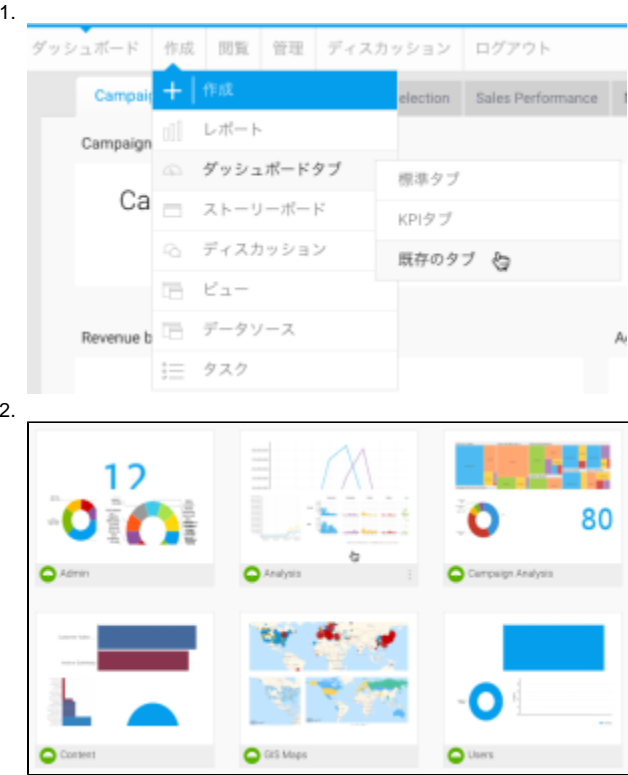 1.
ダッシュボード 作成 閲覧 管理 ディスカッション ログアウト
Campai 作成 election Sales Performance
レポート
Campaign
ダッシュボードタブ 標準タブ
Ca ストーリーボード KPIタブ
ディスカッション 既存のタブ
ビュー
Revenue b データソース
タスク
2.
12
80
Admin Analysis Campaign Analysis
Content GIS Maps Users